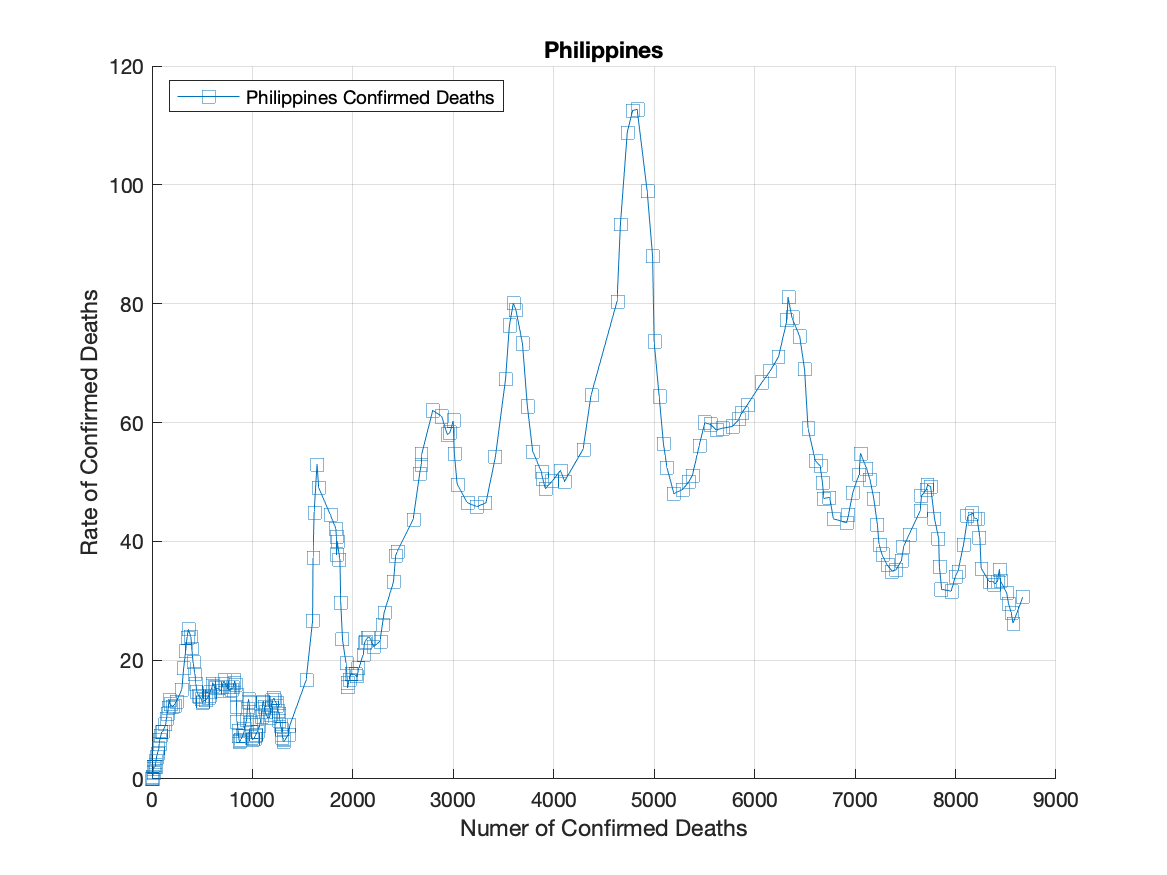 Philippines
Philippines Confirmed Deaths
Rate of Confirmed Deaths
120
100
80
60
40
20
0
0 1000 2000 3000 4000 5000 6000 7000 8000 9000
Numer of Confirmed Deaths